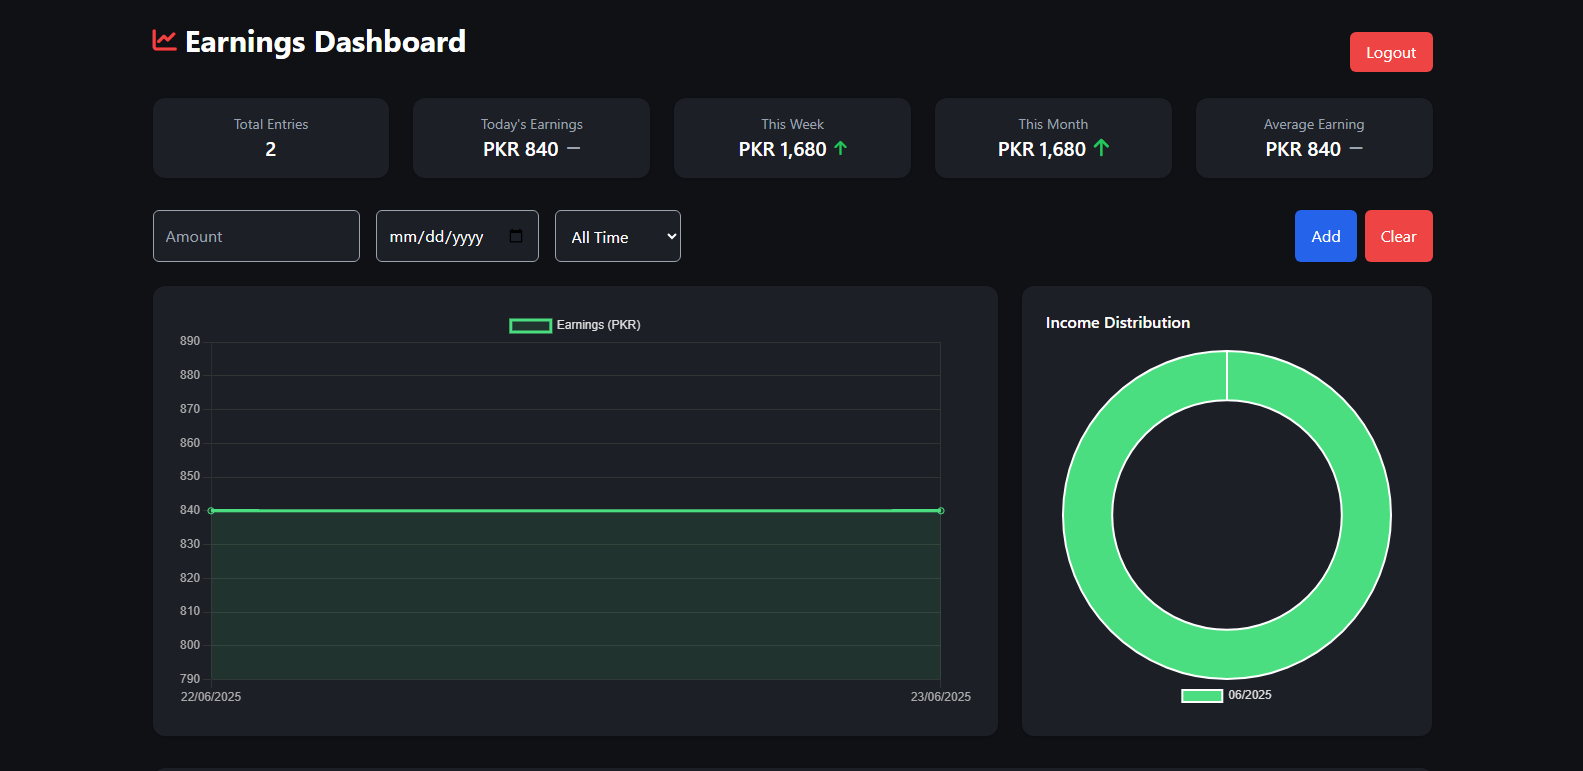 Earnings Dashboard
Logout
Total Entries
2
Today's Earnings
PKR 840
This Week
PKR 1,680
This Month
PKR 1,680
Average Earning
PKR 840
Amount
mm/dd/yyyy
All Time
Add
Clear
Earnings (PKR)
890
880
870
860
850
840
830
820
810
800
790
22/06/2025
23/06/2025
Income Distribution
06/2025